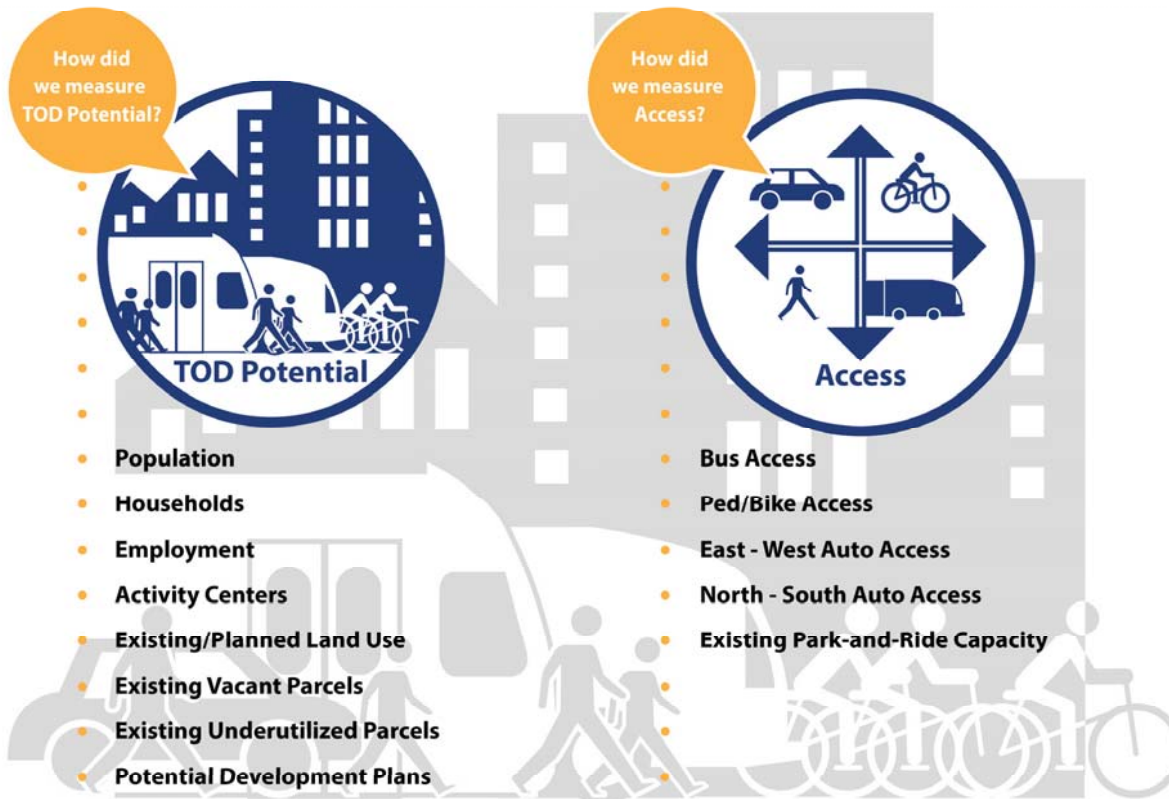 How did
we measure
TOD Potential?
TOD Potential
Population
Households
Employment
Activity Centers
Existing/Planned Land Use
Existing Vacant Parcels
Existing Underutilized Parcels
Potential Development Plans
How did
we measure
Access?
Access
Bus Access
Ped/Bike Access
East - West Auto Access
North - South Auto Access
Existing Park-and-Ride Capacity